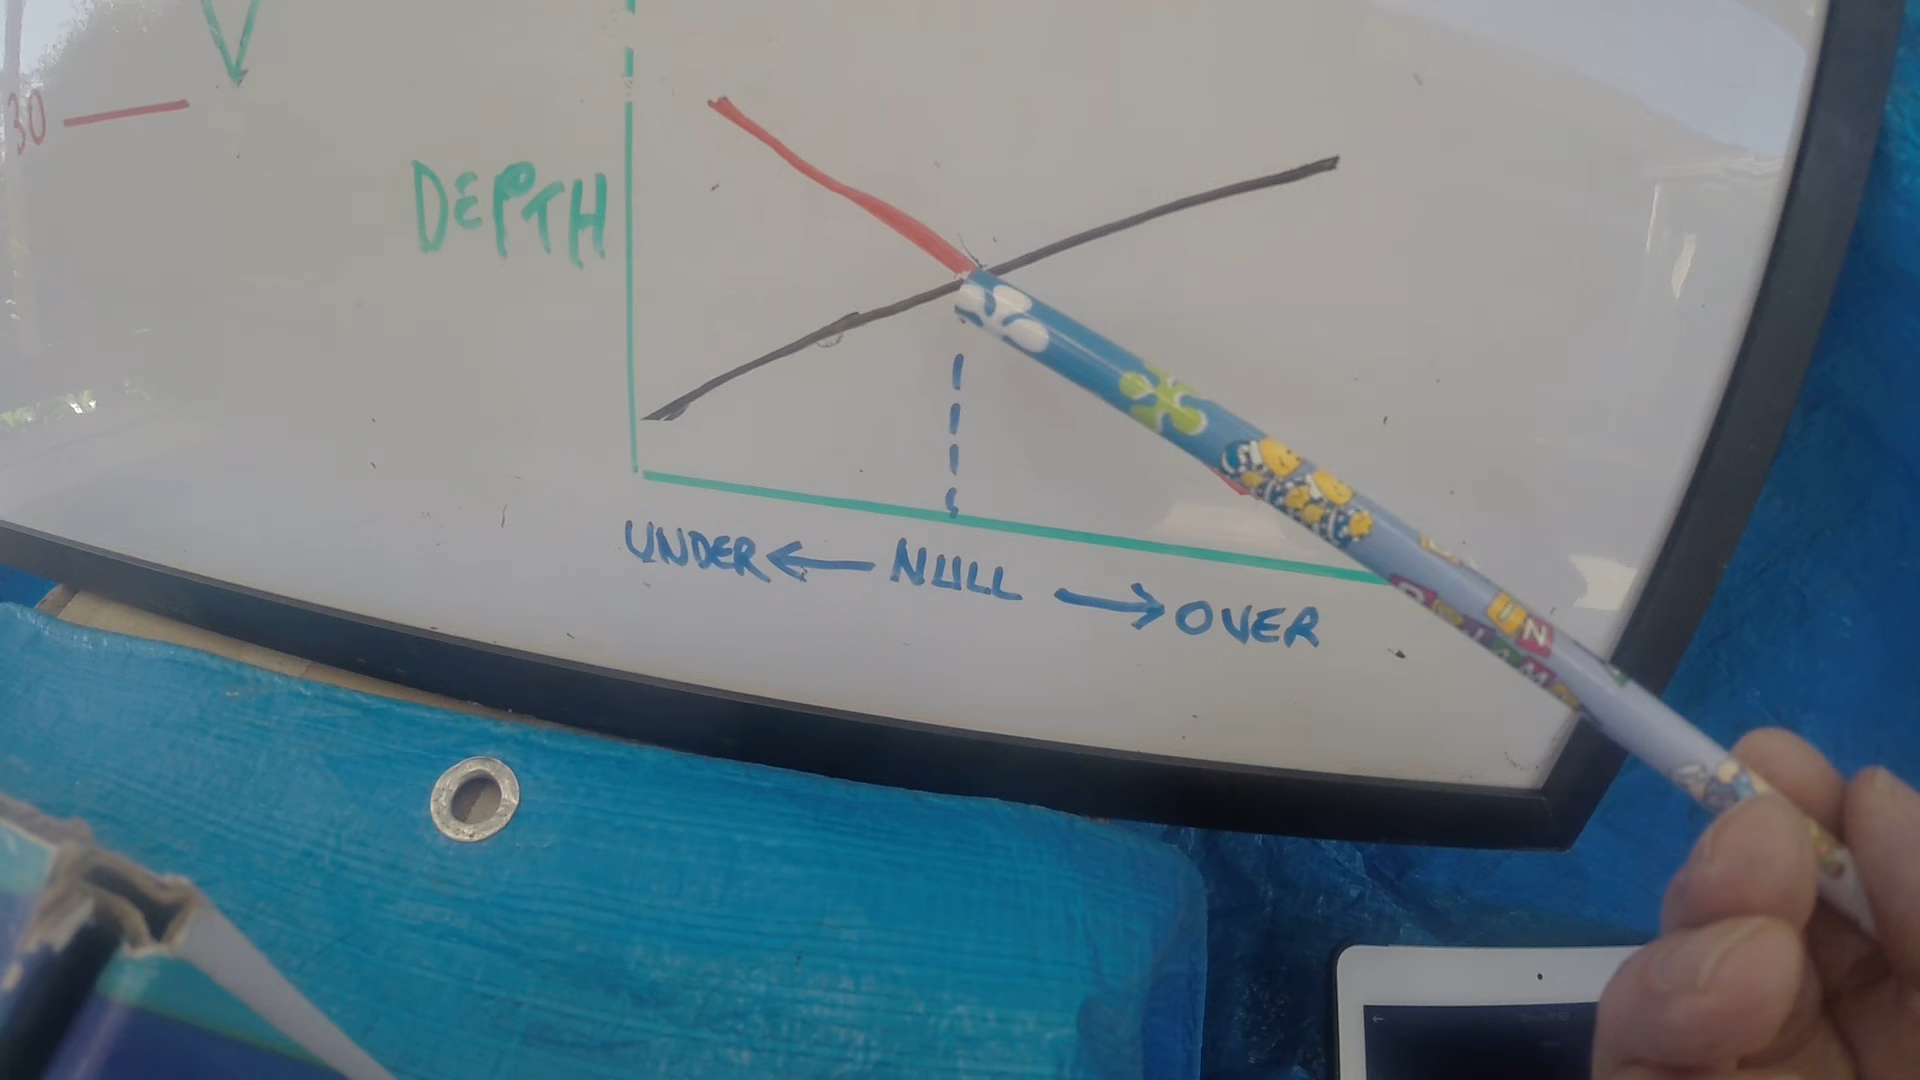 30
DEPTH
UNDER ← NULL → OVER